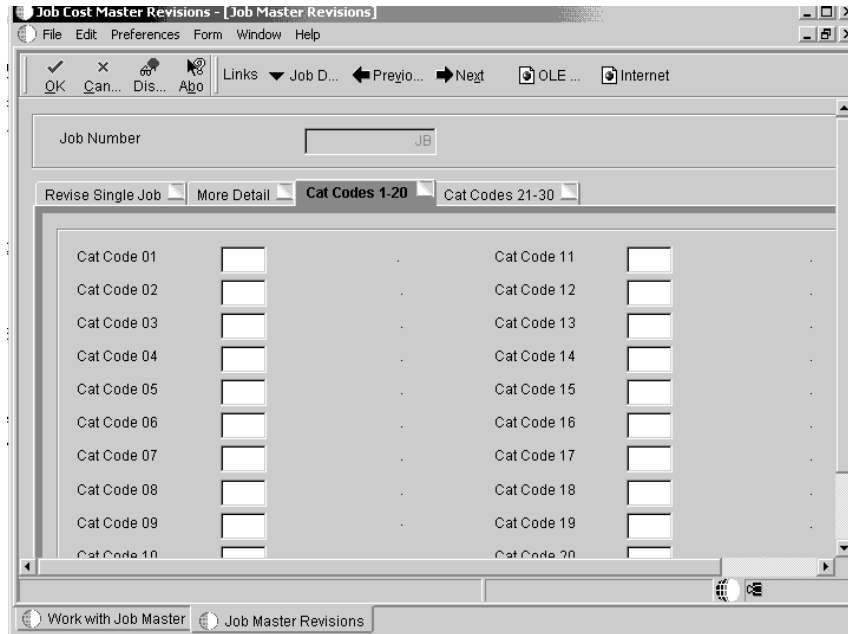 Job Cost Master Revisions - [Job Master Revisions]
File Edit Preferences Form Window Help
OK Can... Dis... Abo Links Job D... Previo... Next OLE ... Internet
Job Number JB
Revise Single Job More Detail Cat Codes 1-20 Cat Codes 21-30
Cat Code 01 . Cat Code 11 .
Cat Code 02 . Cat Code 12 .
Cat Code 03 . Cat Code 13 .
Cat Code 04 . Cat Code 14 .
Cat Code 05 . Cat Code 15 .
Cat Code 06 . Cat Code 16 .
Cat Code 07 . Cat Code 17 .
Cat Code 08 . Cat Code 18 .
Cat Code 09 . Cat Code 19 .
Cat Code 10 Cat Code 20
Work with Job Master Job Master Revisions